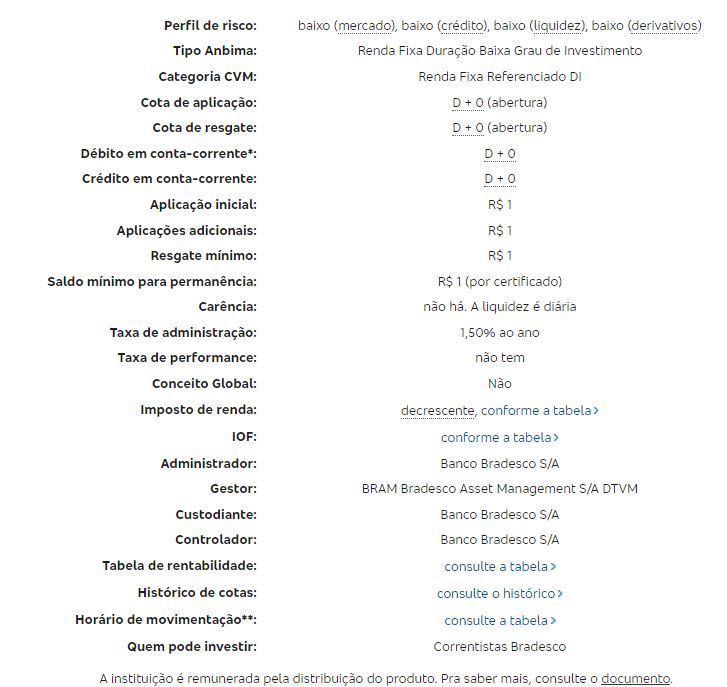 Perfil de risco: baixo (mercado), baixo (crédito), baixo (liquidez), baixo (derivativos)
Tipo Anbima: Renda Fixa Duração Baixa Grau de Investimento
Categoria CVM: Renda Fixa Referenciado DI
Cota de aplicação: D + 0 (abertura)
Cota de resgate: D + 0 (abertura)
Débito em conta-corrente*: D + 0
Crédito em conta-corrente: D + 0
Aplicação inicial: R$ 1
Aplicações adicionais: R$ 1
Resgate mínimo: R$ 1
Saldo mínimo para permanência: R$ 1 (por certificado)
Carência: não há. A liquidez é diária
Taxa de administração: 1,50% ao ano
Taxa de performance: não tem
Conceito Global: Não
Imposto de renda: decrescente, conforme a tabela >
IOF: conforme a tabela >
Administrador: Banco Bradesco S/A
Gestor: BRAM Bradesco Asset Management S/A DTVM
Custodiante: Banco Bradesco S/A
Controlador: Banco Bradesco S/A
Tabela de rentabilidade: consulte a tabela >
Histórico de cotas: consulte o histórico >
Horário de movimentação**: consulte a tabela >
Quem pode investir: Correntistas Bradesco
A instituição é remunerada pela distribuição do produto. Pra saber mais, consulte o documento.